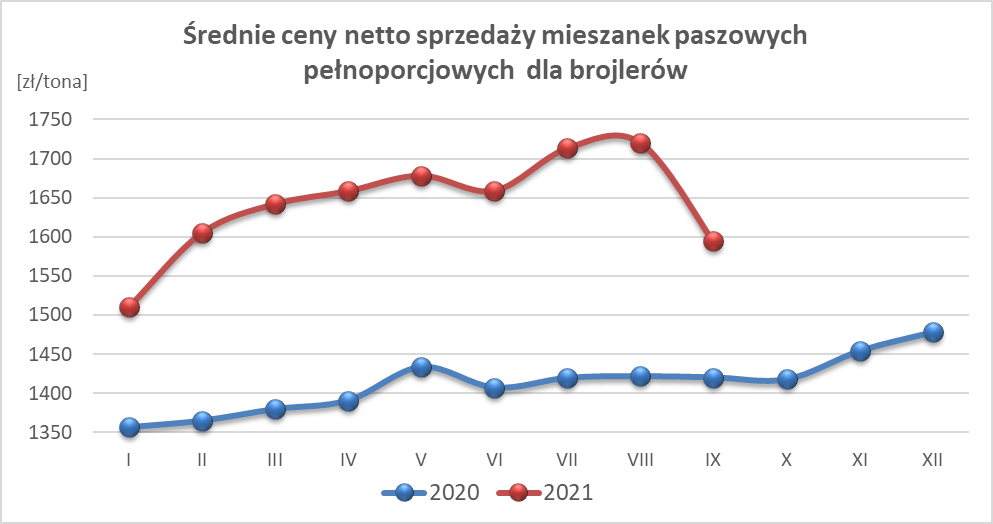 Średnie ceny netto sprzedaży mieszanek paszowych
pełnoporcjowych dla brojlerów
[zł/tona]
1750
1700
1650
1600
1550
1500
1450
1400
1350
I II III IV V VI VII VIII IX X XI XII
2020 2021